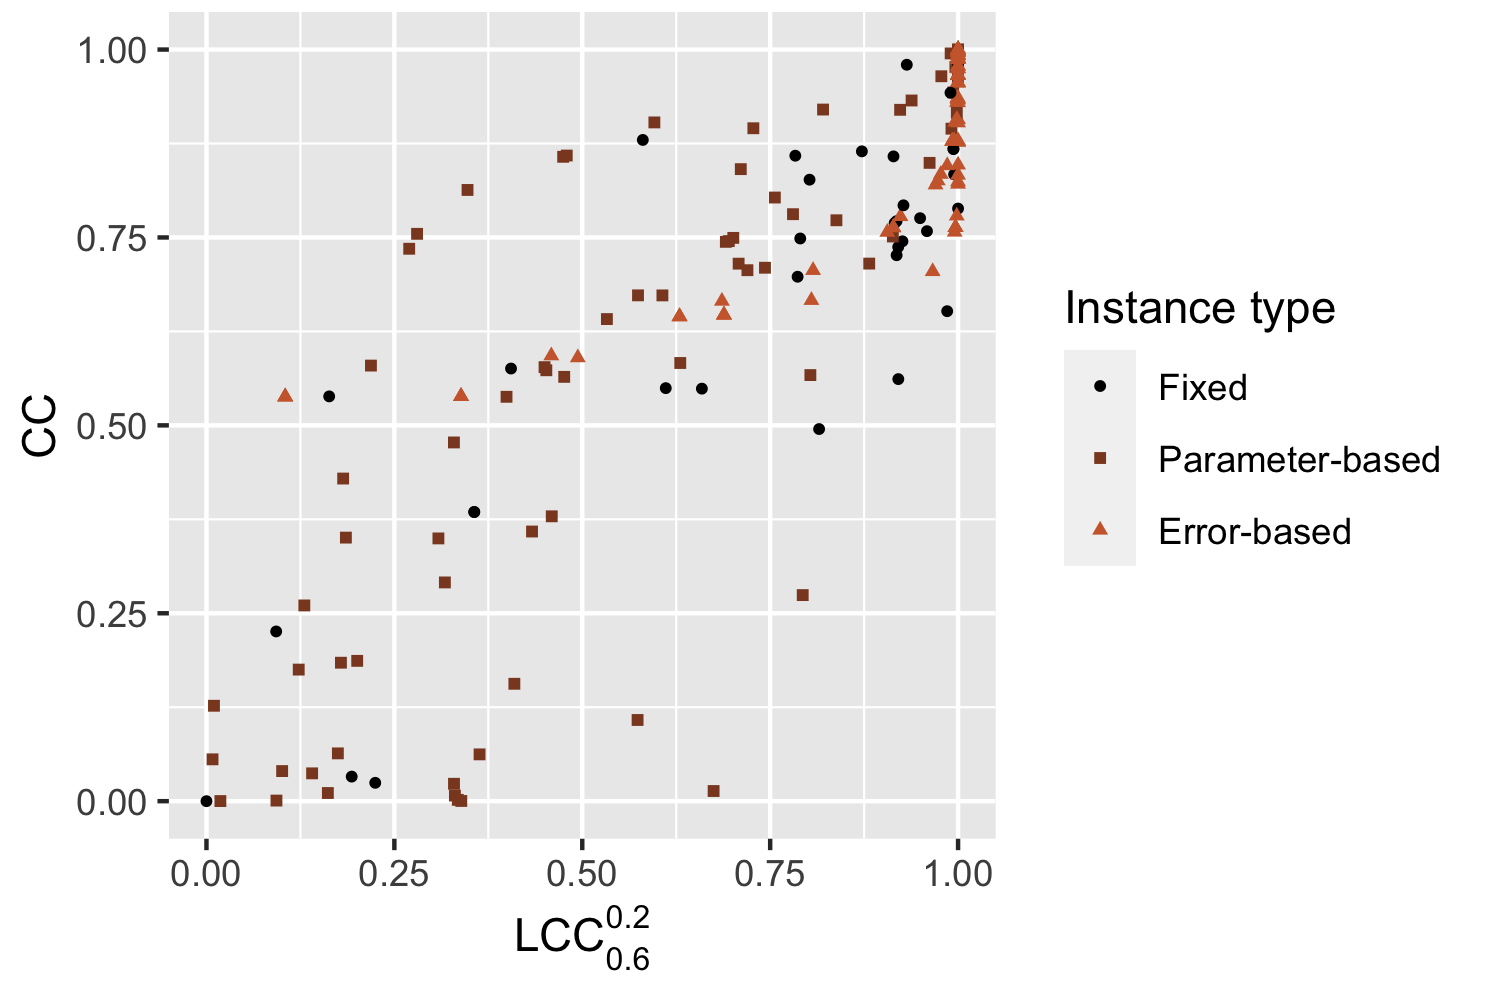 CC
1.00
0.75
0.50
0.25
0.00
0.00 0.25 0.50 0.75 1.00
LCC^{0.2}_{0.6}
Instance type
Fixed
Parameter-based
Error-based